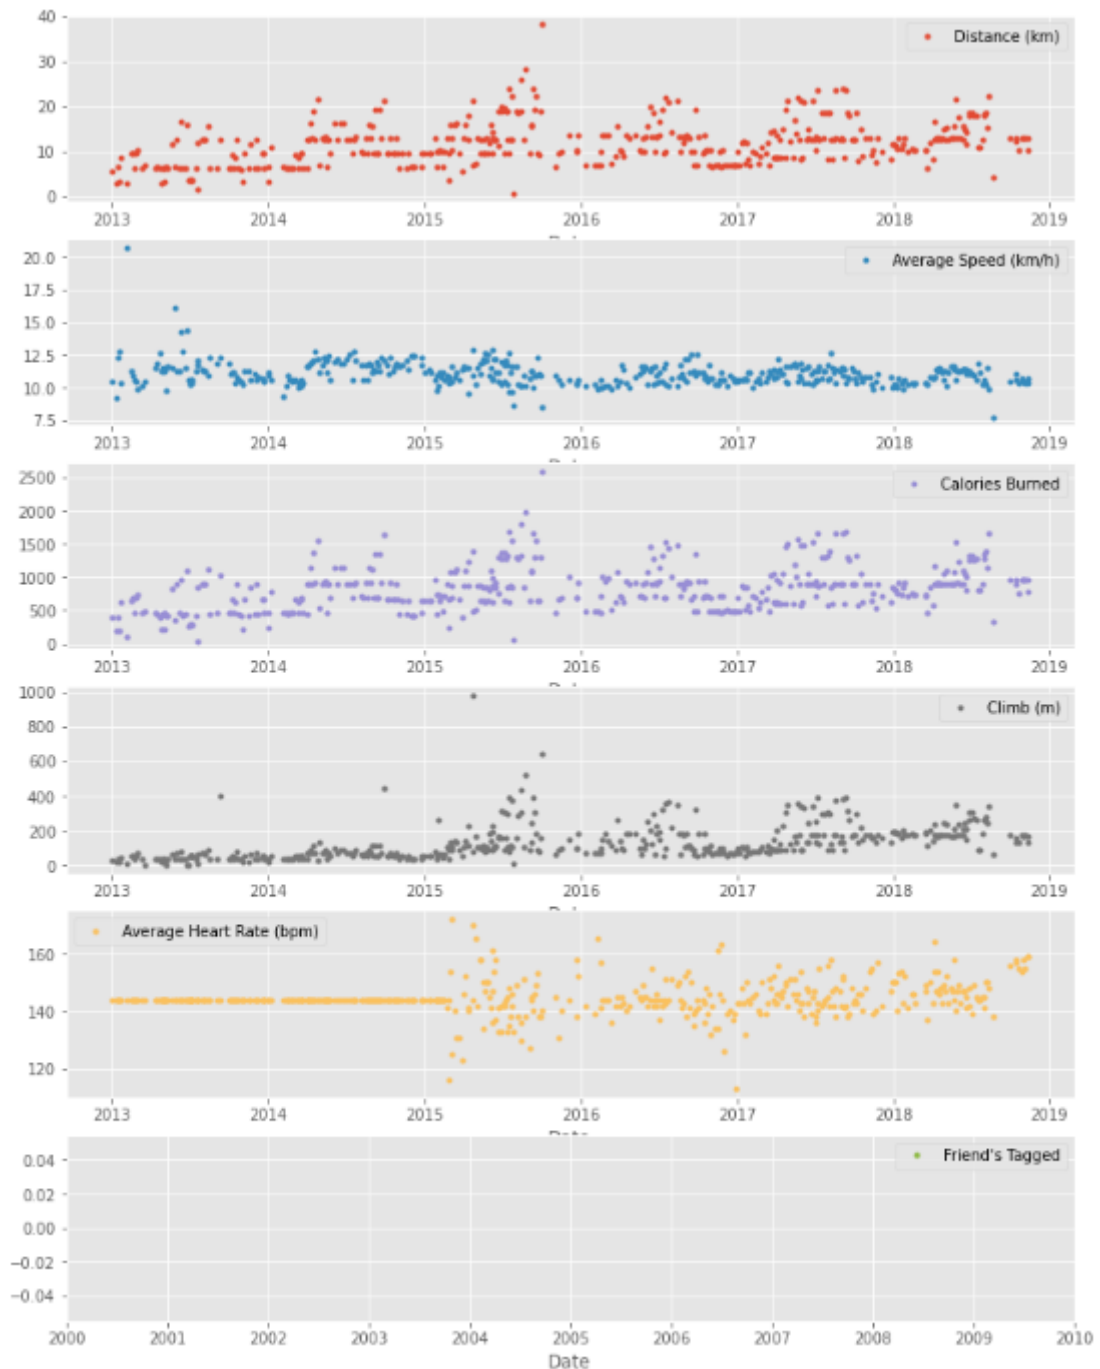 40
Distance (km)
30
20
10
0
2013 2014 2015 2016 2017 2018 2019
20.0
Average Speed (km/h)
17.5
15.0
12.5
10.0
7.5
2013 2014 2015 2016 2017 2018 2019
2500
Calories Burned
2000
1500
1000
500
0
2013 2014 2015 2016 2017 2018 2019
1000
Climb (m)
800
600
400
200
0
2013 2014 2015 2016 2017 2018 2019
Average Heart Rate (bpm)
160
140
120
2013 2014 2015 2016 2017 2018 2019
Date
0.04
Friend's Tagged
0.02
0.00
−0.02
−0.04
2000 2001 2002 2003 2004 2005 2006 2007 2008 2009 2010
Date